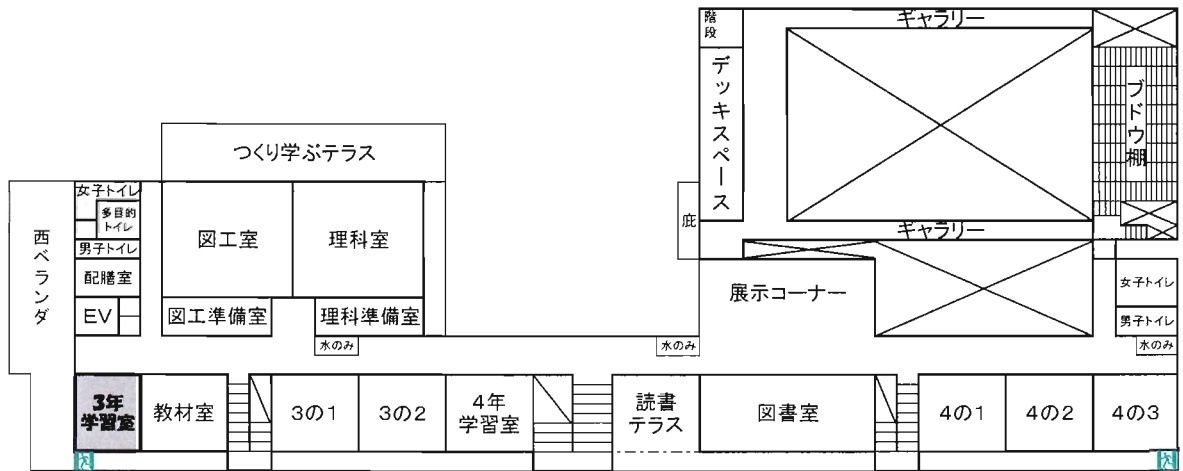 階
段
ギャラリー
デッキスペース
ブドウ棚
つくり学ぶテラス
女子トイレ
多目的
トイレ
男子トイレ
配膳室
EV
西ベランダ
図工室
理科室
図工準備室
理科準備室
水のみ
庇
ギャラリー
展示コーナー
水のみ
女子トイレ
男子トイレ
水のみ
3年
学習室
教材室
3の1
3の2
4年
学習室
読書
テラス
図書室
4の1
4の2
4の3